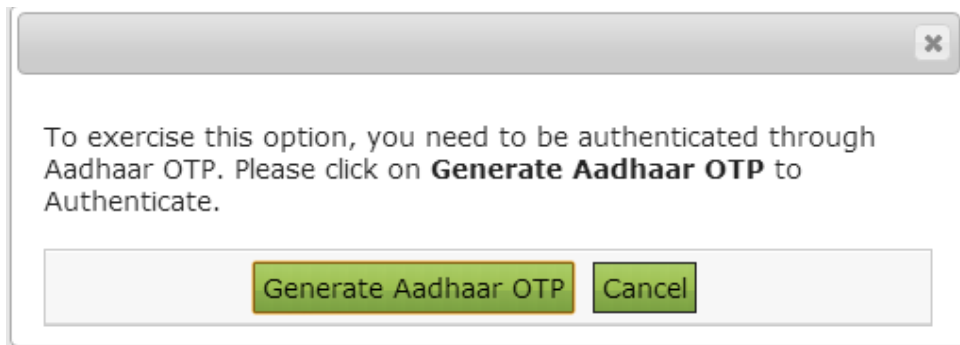 To exercise this option, you need to be authenticated through
Aadhaar OTP. Please click on Generate Aadhaar OTP to
Authenticate.
Generate Aadhaar OTP Cancel